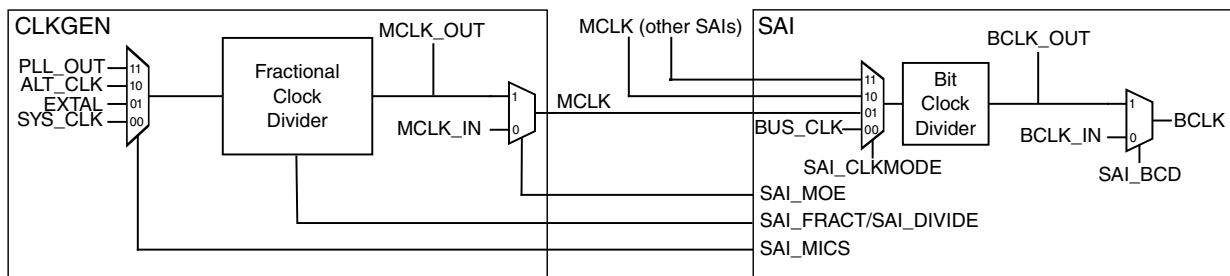 CLKGEN
PLL_OUT
ALT_CLK
EXTAL
SYS_CLK
11
10
01
00
Fractional
Clock
Divider
MCLK_OUT
MCLK_IN
1
0
MCLK
MCLK (other SAIs)
SAI
11
10
01
00
BUS_CLK
SAI_CLKMODE
Bit
Clock
Divider
BCLK_OUT
BCLK_IN
1
0
BCLK
SAI_BCD
SAI_MOE
SAI_FRACT/SAI_DIVIDE
SAI_MICS